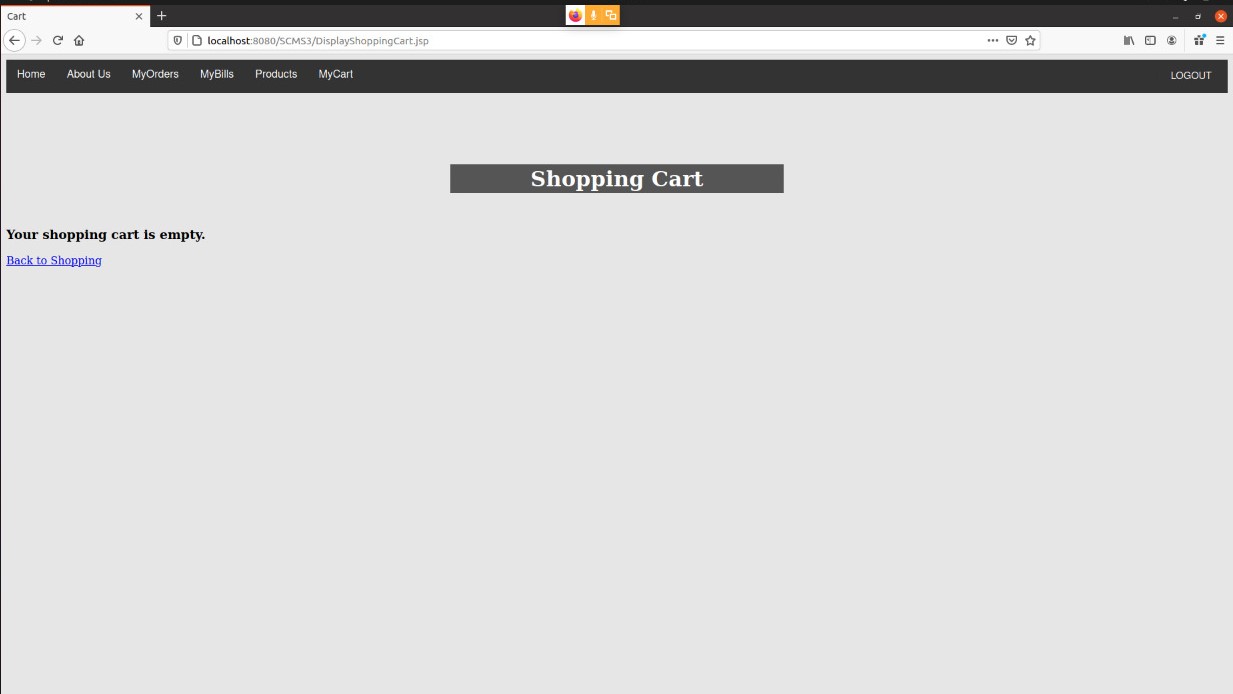 Cart
localhost:8080/SCMS3/DisplayShoppingCart.jsp
Home About Us MyOrders MyBills Products MyCart LOGOUT
Shopping Cart
Your shopping cart is empty.
Back to Shopping